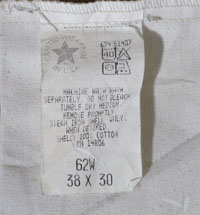 40
MACHINE WASH WARM
SEPARATELY. DO NOT BLEACH
TUMBLE DRY MEDIUM
REMOVE PROMPTLY
STEAM IRON SHELL ONLY
WHEN DESIRED
SHELL: 100% COTTON
14806
62W
38 X 30